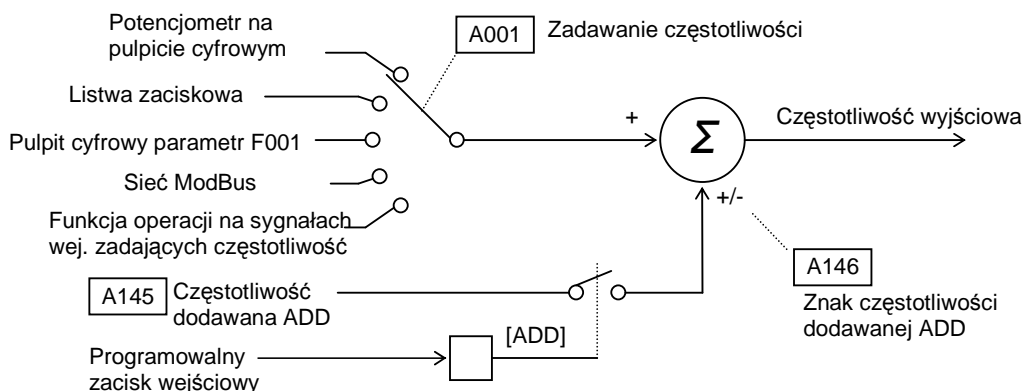 Potencjometr na
pulpicie cyfrowym
A001
Zadawanie częstotliwości
Listwa zaciskowa
Pulpit cyfrowy parametr F001
+
Σ
Częstotliwość wyjściowa
Sieć ModBus
+/-
Funkcja operacji na sygnałach
wej. zadających częstotliwość
A145
Częstotliwość
dodawana ADD
A146
Znak częstotliwości
dodawanej ADD
[ADD]
Programowalny
zacisk wejściowy